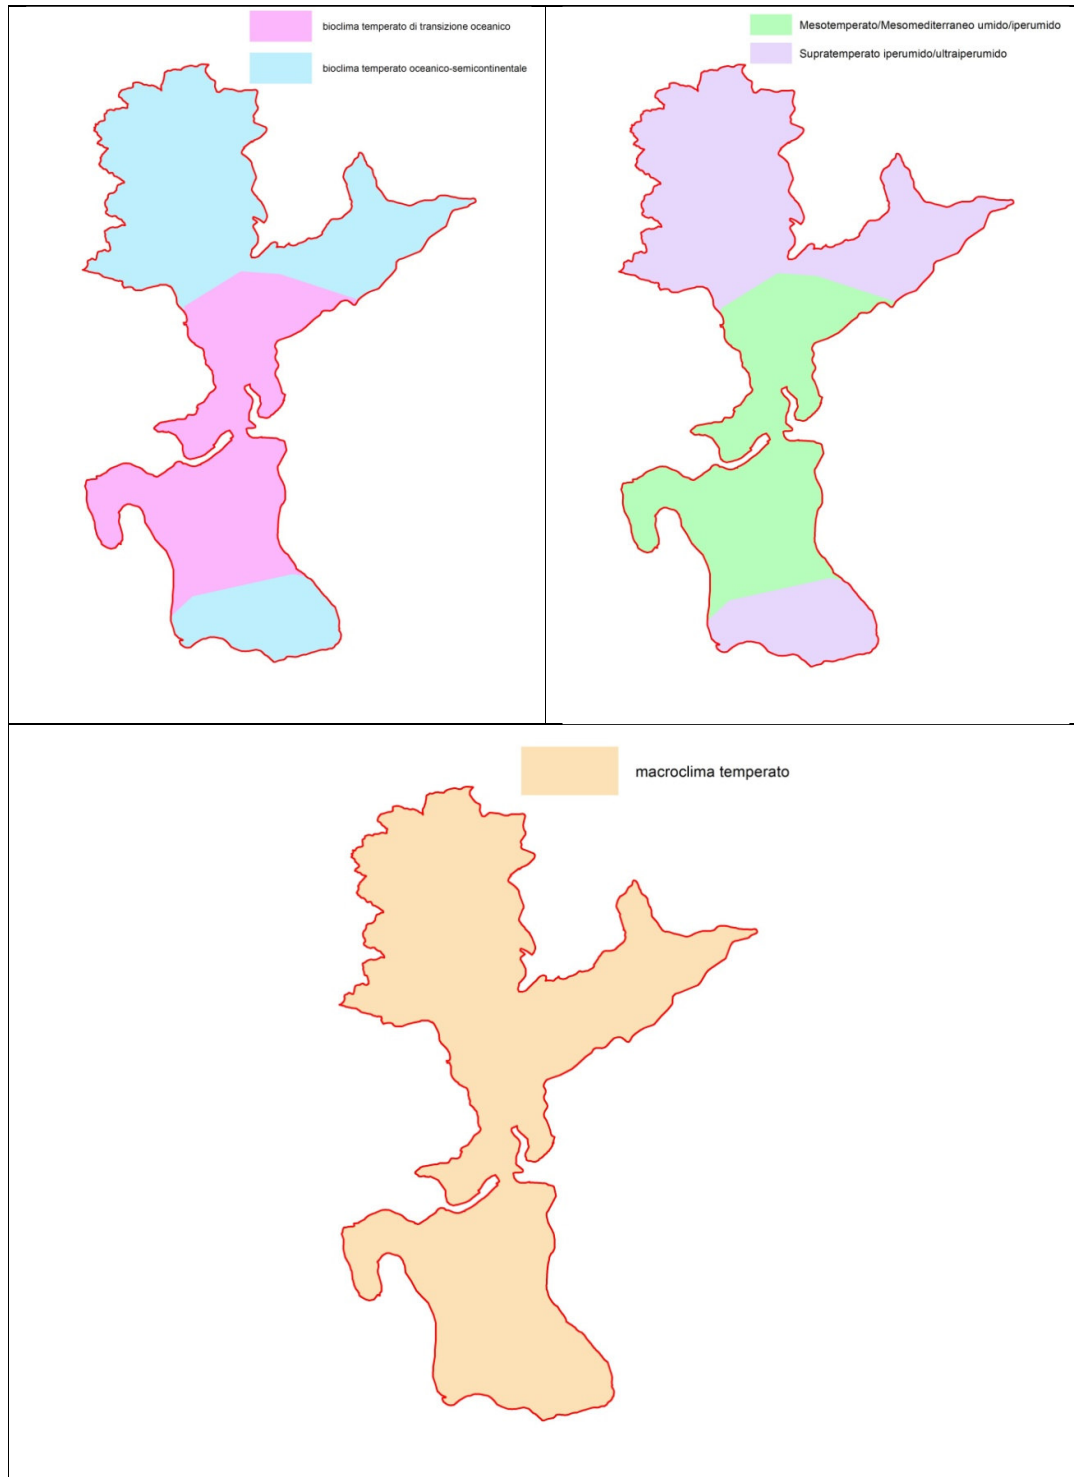 bioclima temperato di transizione oceanico
bioclima temperato oceanico-semicontinentale
Mesotemperato/Mesomediterraneo umido/iperumido
Supratemperato iperumido/ultraiperumido
macroclima temperato